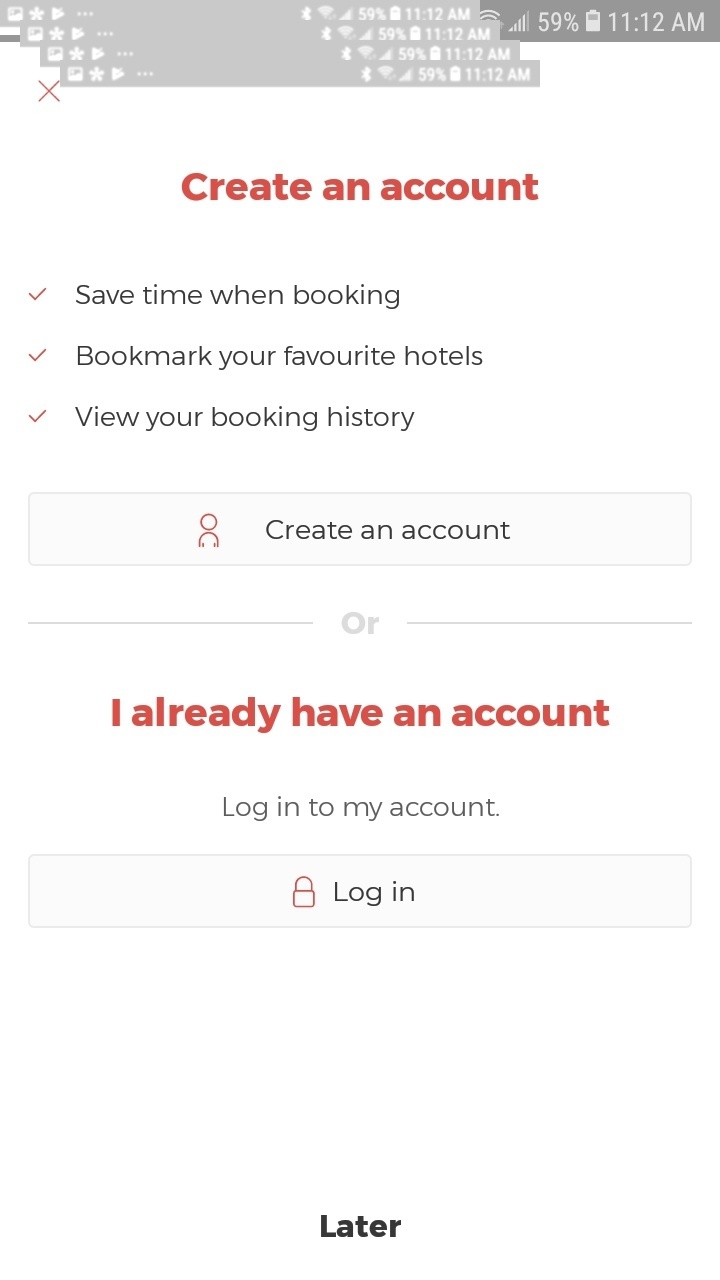 59% 11:12 AM
59% 11:12 AM
59% 11:12 AM
59% 11:12 AM
59% 11:12 AM
Create an account
Save time when booking
Bookmark your favourite hotels
View your booking history
Create an account
Or
I already have an account
Log in to my account.
Log in
Later